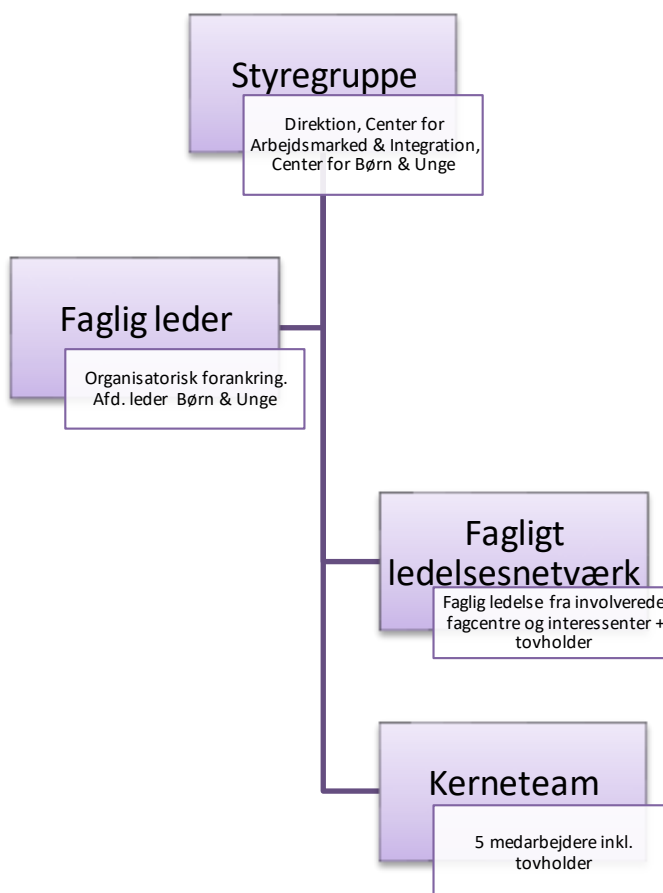 Styregruppe
Direktion, Center for
Arbejdsmarked & Integration,
Center for Børn & Unge
Faglig leder
Organisatorisk forankring.
Afd. leder Børn & Unge
Fagligt
ledelsesnetværk
Faglig ledelse fra involverede
fagcentre og interessenter +
tovholder
Kerneteam
5 medarbejdere inkl.
tovholder